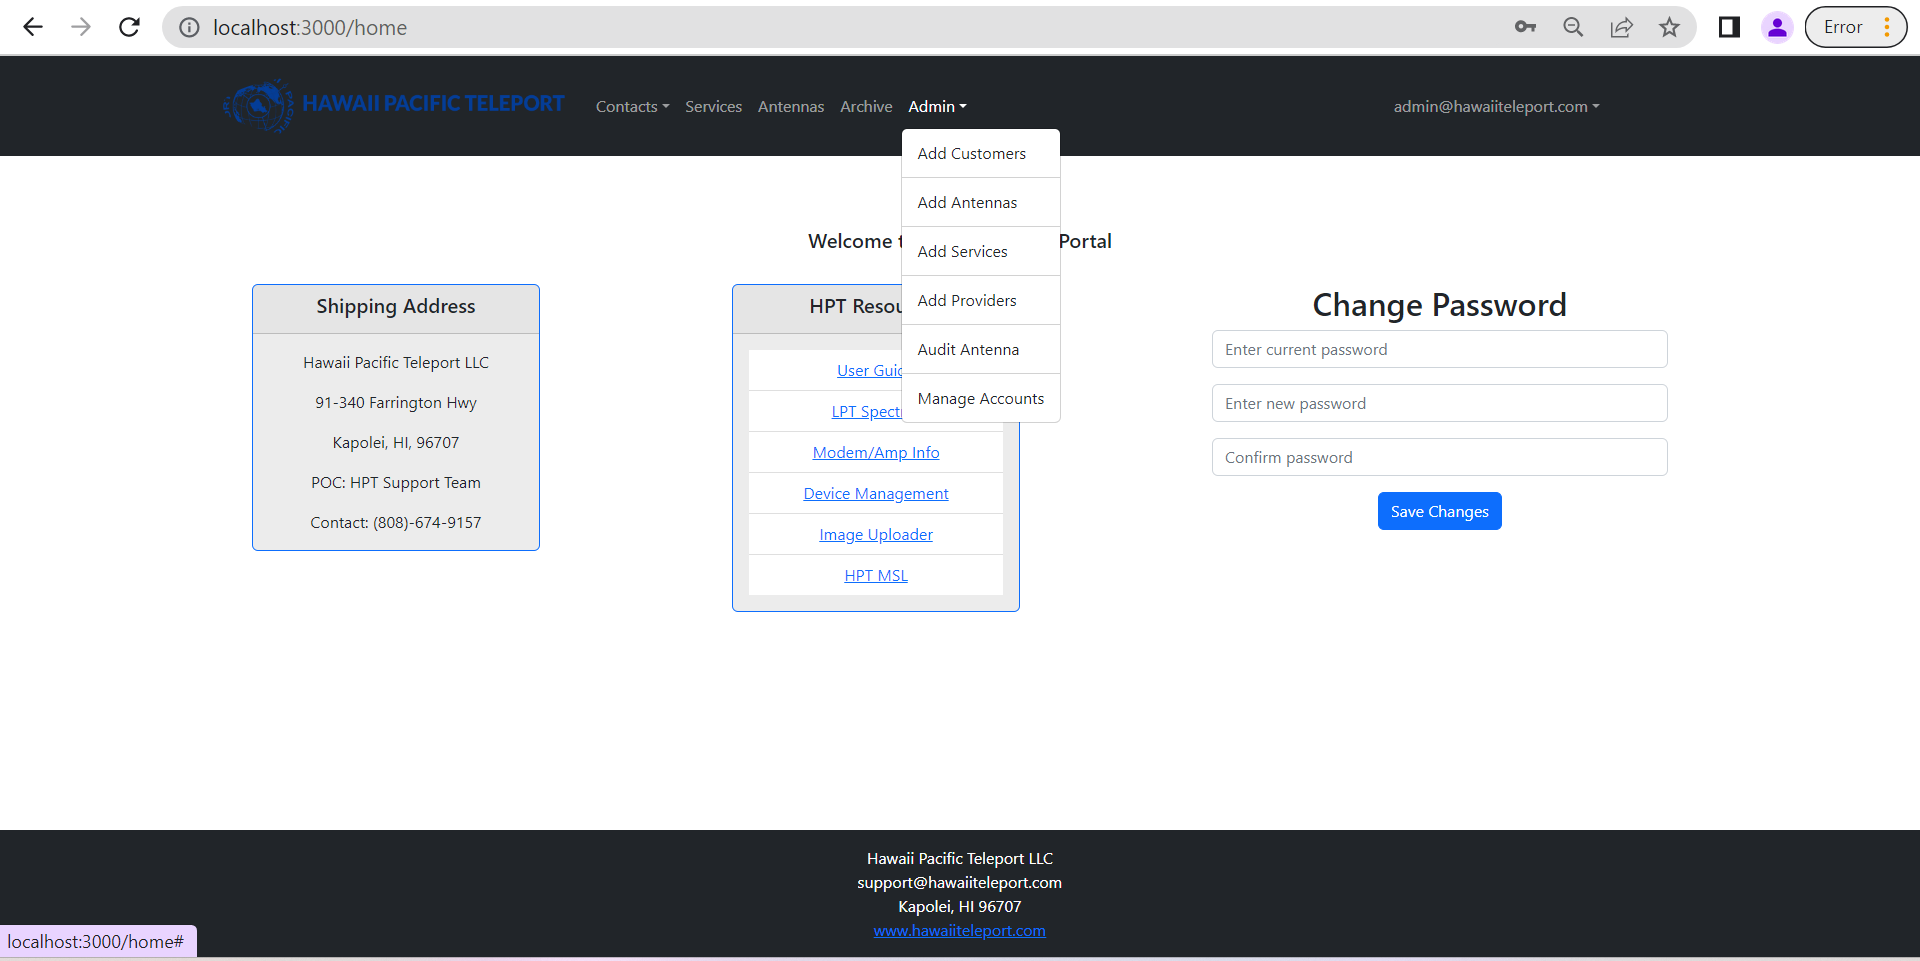 localhost:3000/home
Error
HAWAII PACIFIC TELEPORT
Contacts
Services
Antennas
Archive
Admin
admin@hawaiiteleport.com
Add Customers
Add Antennas
Add Services
Add Providers
Audit Antenna
Manage Accounts
Welcome t Portal
Shipping Address
Hawaii Pacific Teleport LLC
91-340 Farrington Hwy
Kapolei, HI, 96707
POC: HPT Support Team
Contact: (808)-674-9157
HPT Resou
User Guid
LPT Spect
Modem/Amp Info
Device Management
Image Uploader
HPT MSL
Change Password
Enter current password
Enter new password
Confirm password
Save Changes
Hawaii Pacific Teleport LLC
support@hawaiiteleport.com
Kapolei, HI 96707
www.hawaiiteleport.com
localhost:3000/home#